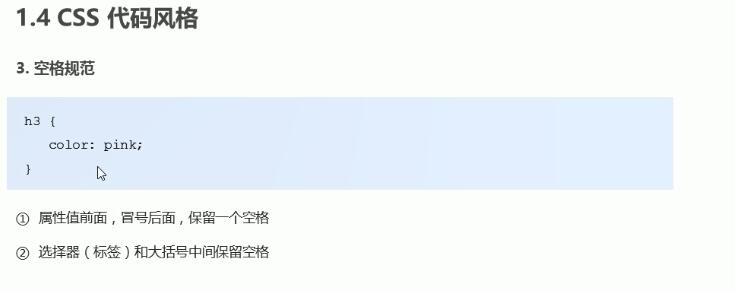 1.4 CSS 代码风格
3. 空格规范
h3 {
color: pink;
}
① 属性值前面，冒号后面，保留一个空格
② 选择器（标签）和大括号中间保留空格